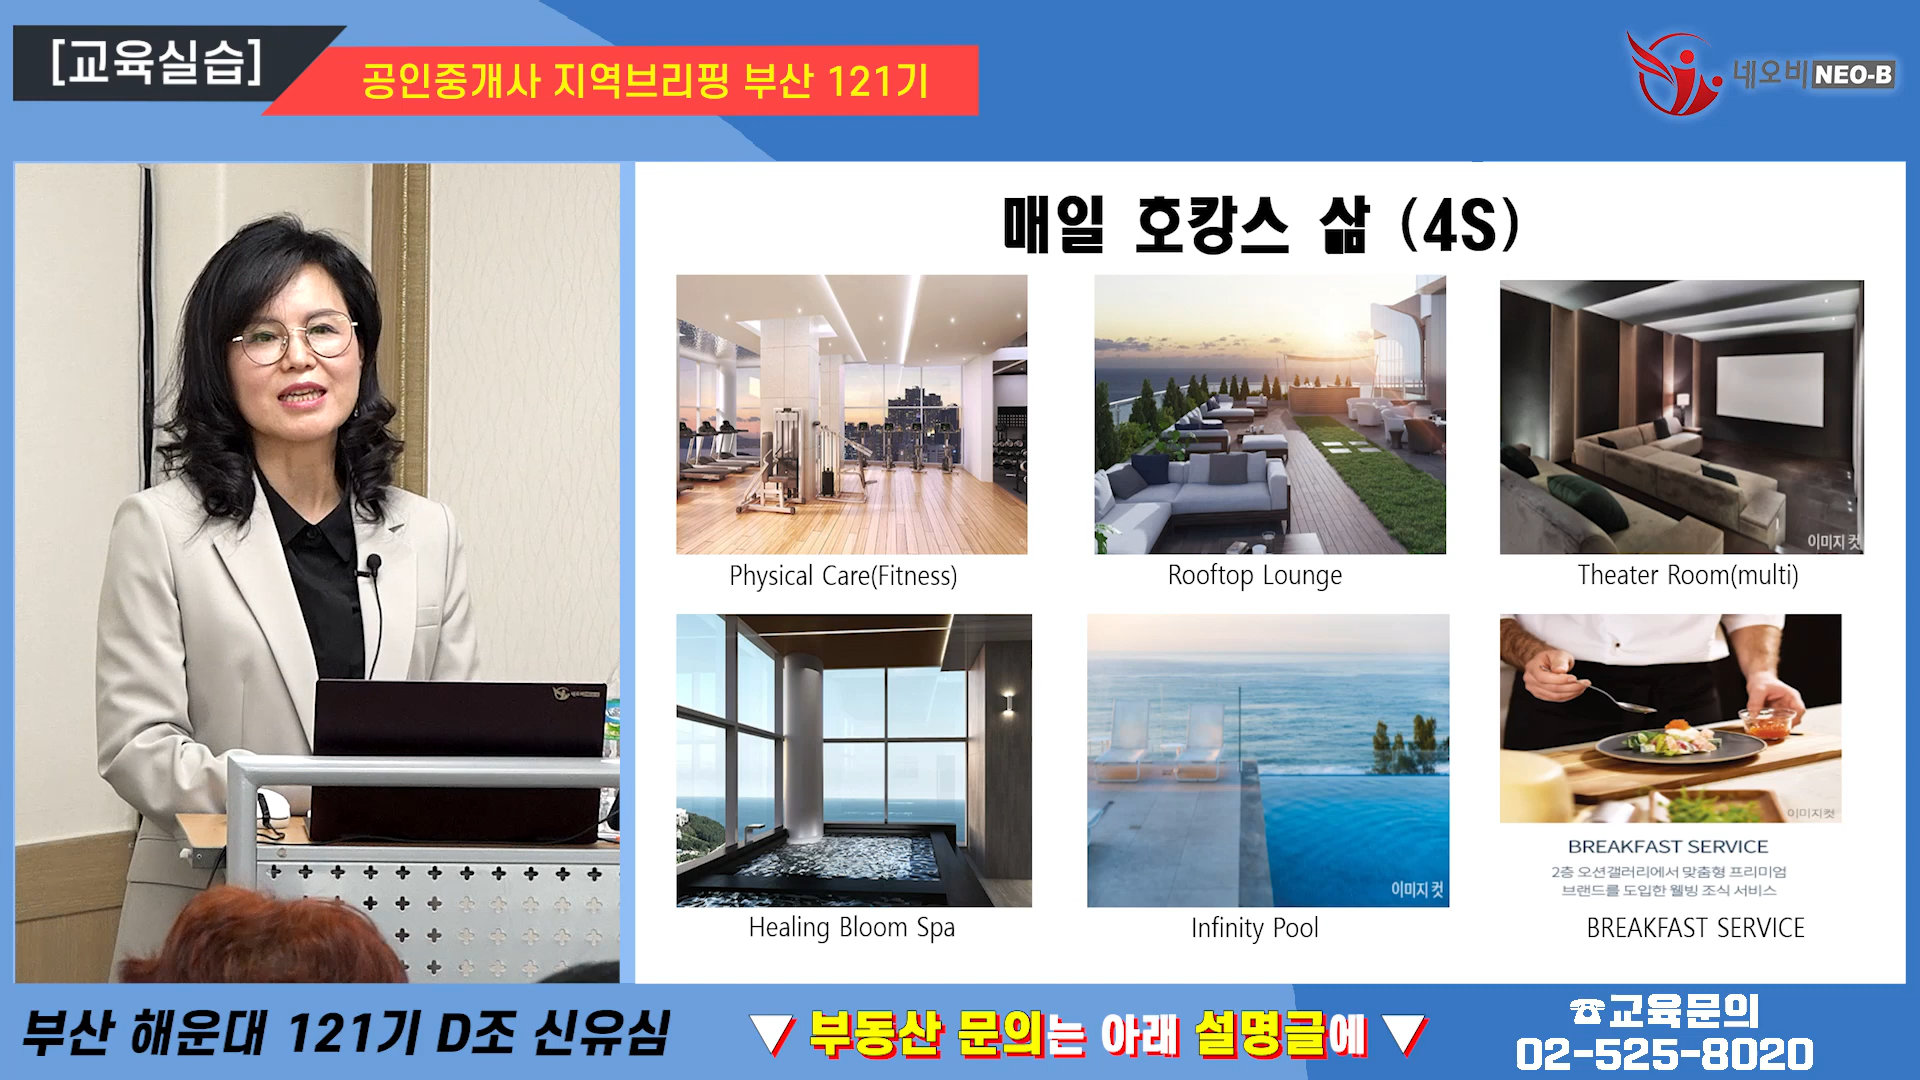 [교육실습]
공인중개사 지역브리핑 부산 121기
네오비 NEO-B
매일 호캉스 삶 (4S)
이미지 컷
Physical Care(Fitness)
Rooftop Lounge
Theater Room(multi)
이미지 컷
이미지컷
BREAKFAST SERVICE
2층 오션갤러리에서 맞춤형 프리미엄
브랜드를 도입한 웰빙 조식 서비스
Healing Bloom Spa
Infinity Pool
BREAKFAST SERVICE
부산 해운대 121기 D조 신유심
▼ 부동산 문의는 아래 설명글에 ▼
☎교육문의
02-525-8020